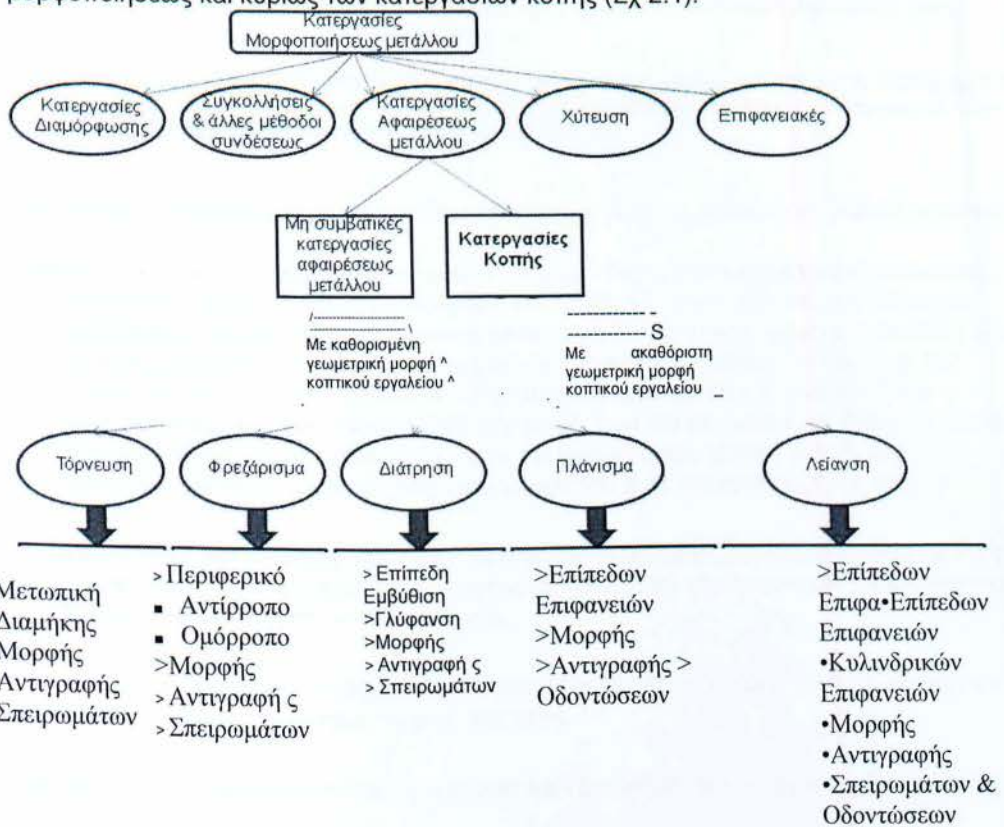 μορφοποιήσεως και κυρίως των κατεργασιών κοπής (Σχ 2.1).
Κατεργασίες
Μορφοποιήσεως μετάλλου
Κατεργασίες
Διαμόρφωσης
Συγκολλήσεις
& άλλες μέθοδοι
συνδέσεως
Κατεργασίες
Αφαιρέσεως
μετάλλου
Χύτευση
Επιφανειακές
Μη συμβατικές
κατεργασίες
αφαιρέσεως
μετάλλου
Κατεργασίες
Κοπής
Με καθορισμένη
γεωμετρική μορφή ^
κοπτικού εργαλείου ^
S
Με ακαθόριστη
γεωμετρική μορφή
κοπτικού εργαλείου _
Τόρνευση
Φρεζάρισμα
Διάτρηση
Πλάνισμα
Λείανση
Μετωπική
Διαμήκης
Μορφής
Αντιγραφής
Σπειρωμάτων
> Περιφερικό
▪ Αντίρροπο
▪ Ομόρροπο
>Μορφής
> Αντιγραφή ς
> Σπειρωμάτων
> Επίπεδη
Εμβύθιση
>Γλύφανση
>Μορφής
> Αντιγραφή ς
> Σπειρωμάτων
>Επίπεδων
Επιφανειών
>Μορφής
>Αντιγραφής >
Οδοντώσεων
>Επίπεδων
Επιφα•Επίπεδων
Επιφανειών
•Κυλινδρικών
Επιφανειών
•Μορφής
•Αντιγραφής
•Σπειρωμάτων &
Οδοντώσεων